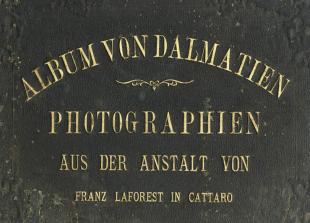 ALBUM VON DALMATIEN
PHOTOGRAPHIEN
AUS DER ANSTALT VON
FRANZ LAFOREST IN CATTARO